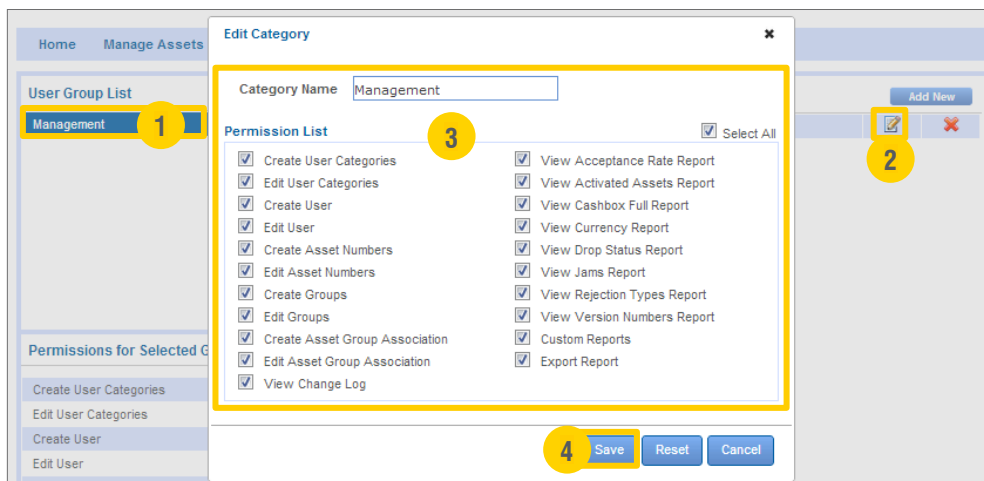 Home Manage Assets
Edit Category
User Group List
Add New
Management
1
2
Category Name Management
Permission List
3
Select All
Create User Categories
Edit User Categories
Create User
Edit User
Create Asset Numbers
Edit Asset Numbers
Create Groups
Edit Groups
Create Asset Group Association
Edit Asset Group Association
View Change Log
View Acceptance Rate Report
View Activated Assets Report
View Cashbox Full Report
View Currency Report
View Drop Status Report
View Jams Report
View Rejection Types Report
View Version Numbers Report
Custom Reports
Export Report
Permissions for Selected G
Create User Categories
Edit User Categories
Create User
Edit User
4
Save Reset Cancel